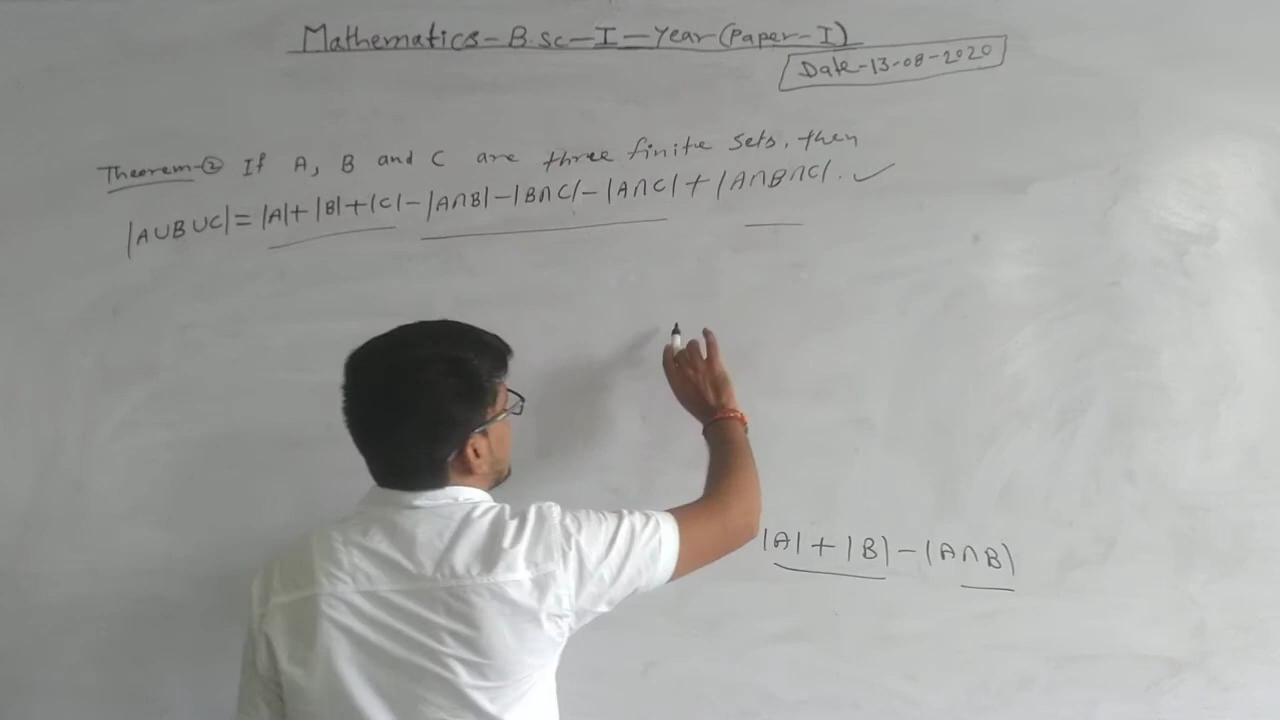 Mathematics-B.Sc-I-Year(Paper-I)
Date-13-08-2020
Theorem-② If A, B and C are three finite sets, then
|A∪B∪C|=|A|+|B|+|C|-|A∩B|-|B∩C|-|A∩C|+|A∩B∩C|. ✓
|A|+|B|-|A∩B|